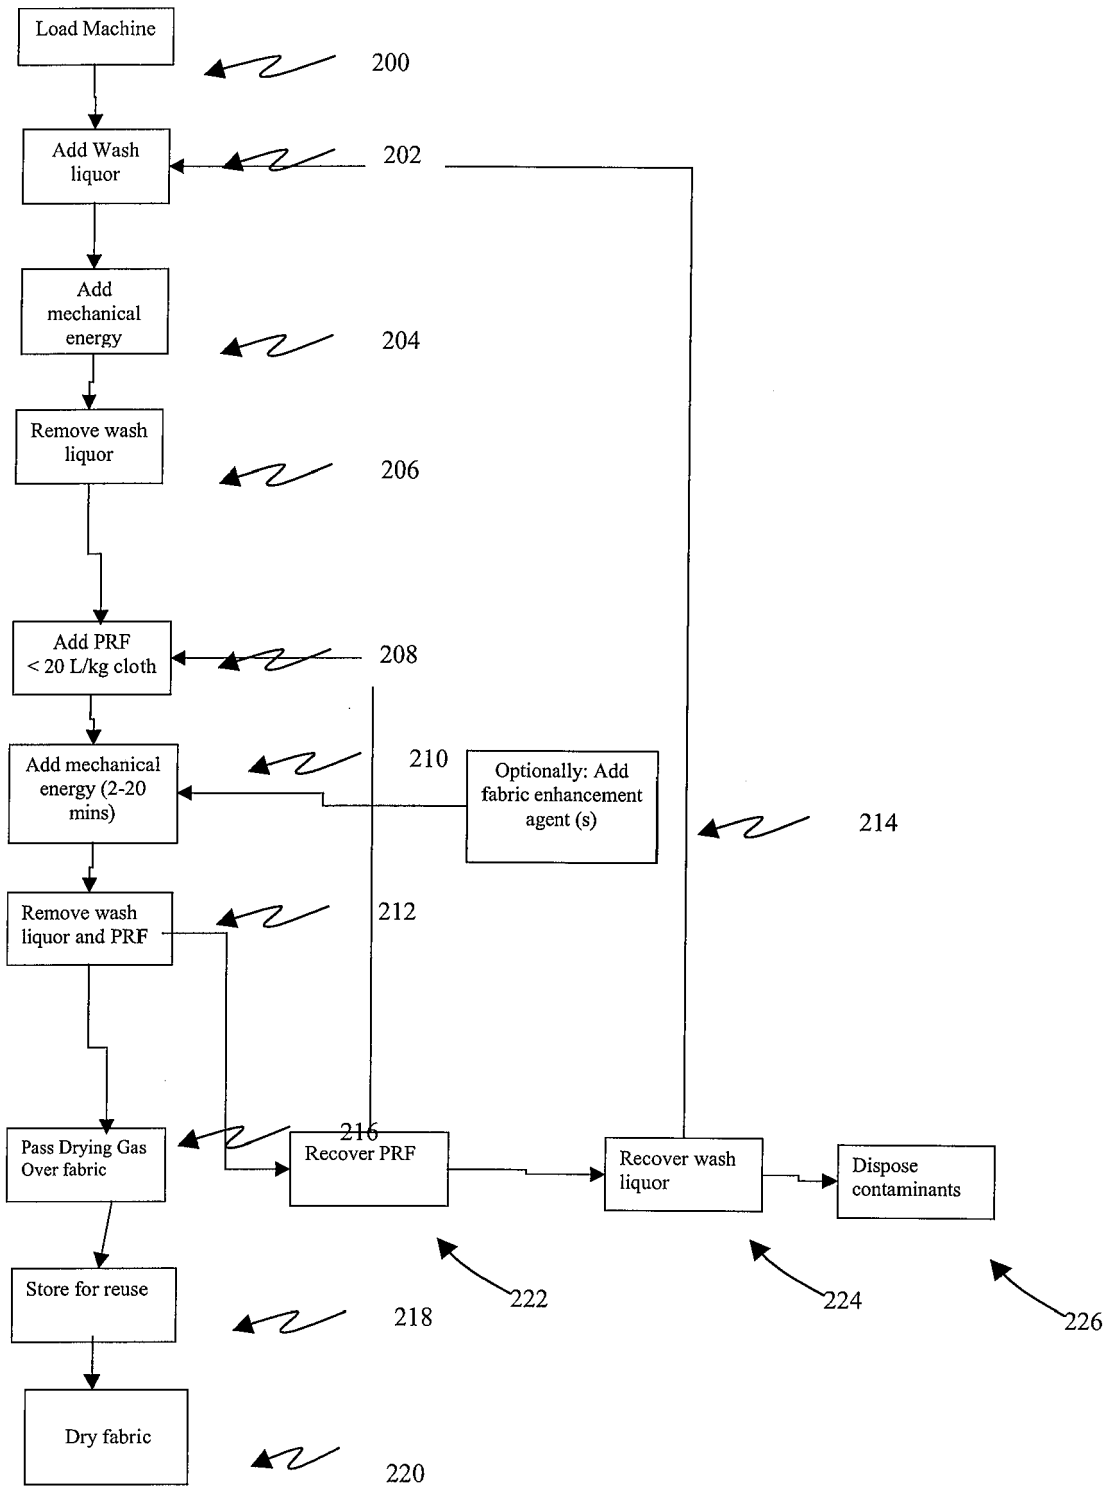 Load Machine
200
Add Wash
liquor
202
Add
mechanical
energy
204
Remove wash
liquor
206
Add PRF
< 20 L/kg cloth
208
Add mechanical
energy (2-20
mins)
210
Optionally: Add
fabric enhancement
agent (s)
214
Remove wash
liquor and PRF
212
Pass Drying Gas
Over fabric
216
Recover PRF
Recover wash
liquor
Dispose
contaminants
222
224
226
Store for reuse
218
Dry fabric
220